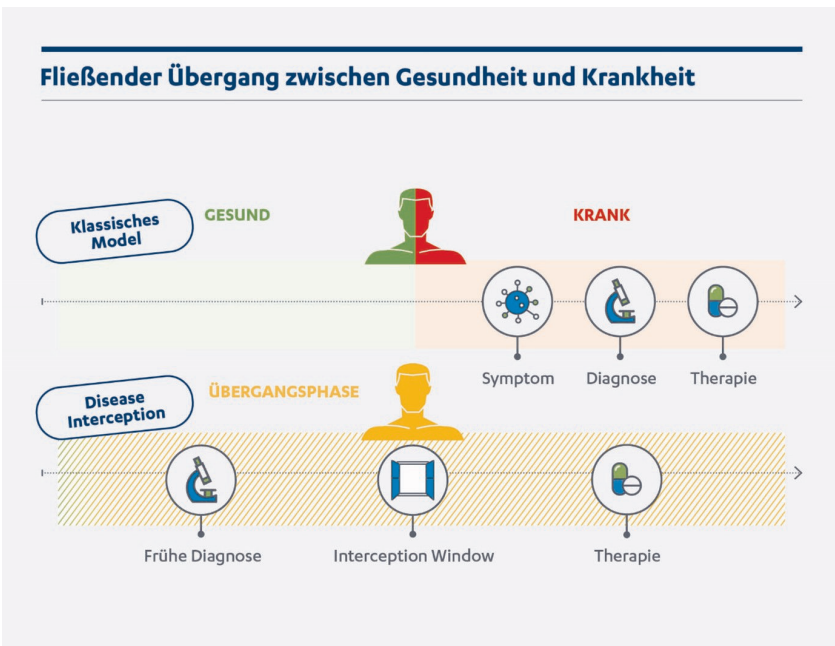 Fließender Übergang zwischen Gesundheit und Krankheit
Klassisches
Model
GESUND
KRANK
Symptom
Diagnose
Therapie
Disease
Interception
ÜBERGANGSPHASE
Frühe Diagnose
Interception Window
Therapie